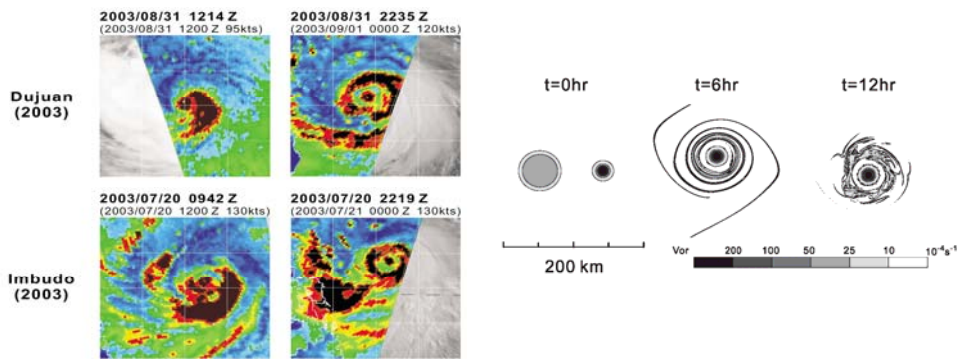 2003/08/31 1214 Z
(2003/08/31 1200 Z 95kts)
2003/08/31 2235 Z
(2003/09/01 0000 Z 120kts)
Dujuan
(2003)
2003/07/20 0942 Z
(2003/07/20 1200 Z 130kts)
2003/07/20 2219 Z
(2003/07/21 0000 Z 130kts)
Imbudo
(2003)
t=0hr
t=6hr
t=12hr
200 km
Vor 200 100 50 25 10 10⁻⁴s⁻¹